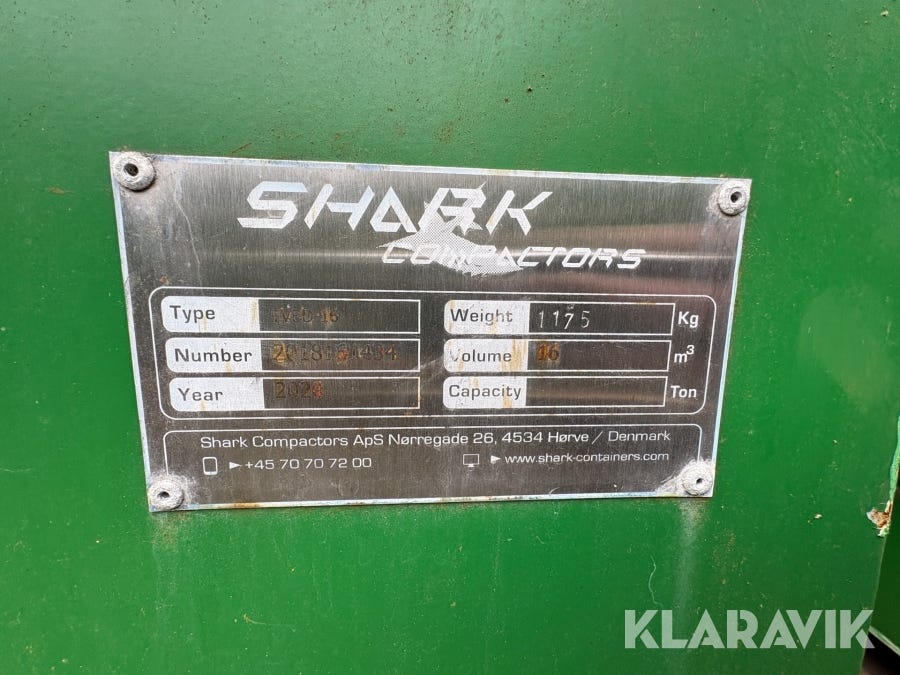 SHARK
COMPACTORS
Type
Weight 1175 Kg
Number
Volume 16 m³
Year
Capacity Ton
Shark Compactors ApS Nørregade 26, 4534 Hørve / Denmark
+45 70 70 72 00 www.shark-containers.com
KLARAVIK